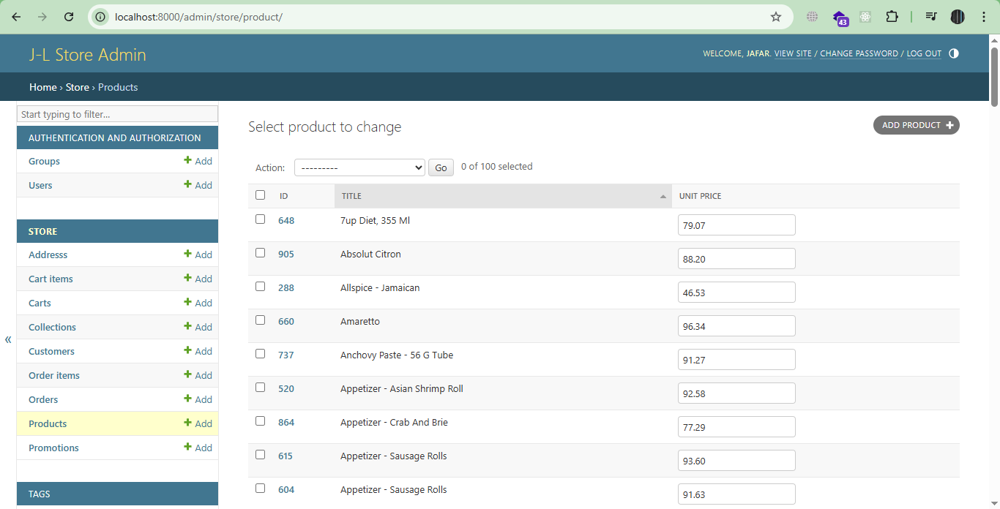 localhost:8000/admin/store/product/
43
J-L Store Admin
WELCOME, JAFAR. VIEW SITE / CHANGE PASSWORD / LOG OUT
Home › Store › Products
Start typing to filter...
AUTHENTICATION AND AUTHORIZATION
Groups + Add
Users + Add
STORE
Addresss + Add
Cart items + Add
Carts + Add
Collections + Add
Customers + Add
Order items + Add
Orders + Add
Products + Add
Promotions + Add
TAGS
«
Select product to change
ADD PRODUCT +
Action: --------- Go 0 of 100 selected
ID TITLE UNIT PRICE
648 7up Diet, 355 Ml 79.07
905 Absolut Citron 88.20
288 Allspice - Jamaican 46.53
660 Amaretto 96.34
737 Anchovy Paste - 56 G Tube 91.27
520 Appetizer - Asian Shrimp Roll 92.58
864 Appetizer - Crab And Brie 77.29
615 Appetizer - Sausage Rolls 93.60
604 Appetizer - Sausage Rolls 91.63